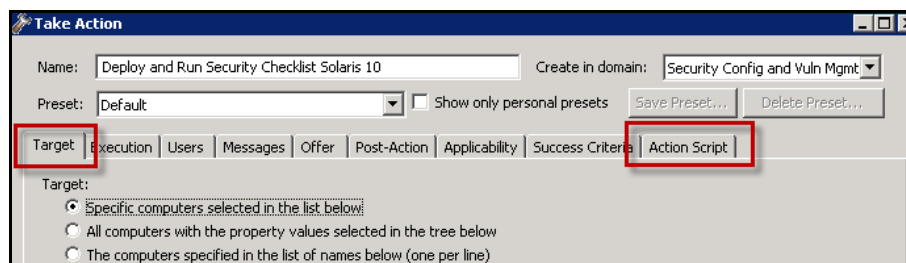 Take Action
Name: Deploy and Run Security Checklist Solaris 10 Create in domain: Security Config and Vuln Mgmt
Preset: Default Show only personal presets Save Preset... Delete Preset...
Target Execution Users Messages Offer Post-Action Applicability Success Criteria Action Script
Target:
Specific computers selected in the list below
All computers with the property values selected in the tree below
The computers specified in the list of names below (one per line)